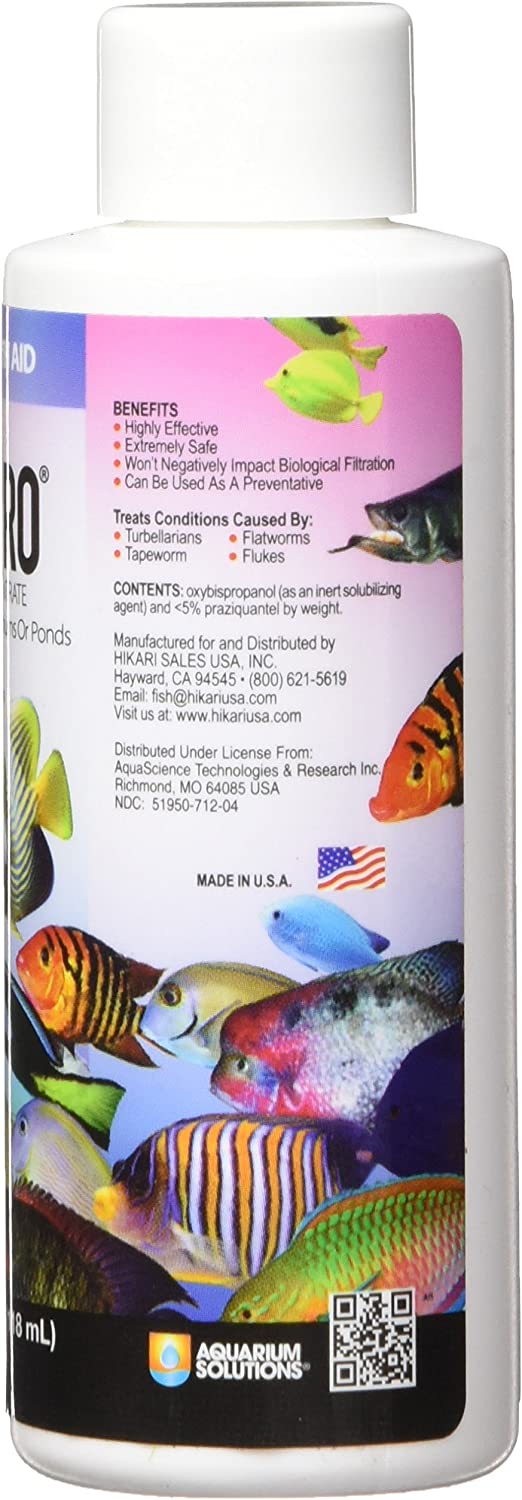 AID
RO®
BENEFITS
• Highly Effective
• Extremely Safe
• Won't Negatively Impact Biological Filtration
• Can Be Used As A Preventative
Treats Conditions Caused By:
• Turbellarians • Flatworms
• Tapeworm • Flukes
CONTENTS: oxybispropanol (as an inert solubilizing
agent) and <5% praziquantel by weight.
Or Ponds
Manufactured for and Distributed by
HIKARI SALES USA, INC.
Hayward, CA 94545 • (800) 621-5619
Email: fish@hikariusa.com
Visit us at: www.hikariusa.com
Distributed Under License From:
AquaScience Technologies & Research Inc.
Richmond, MO 64085 USA
NDC: 51950-712-04
MADE IN U.S.A.
18 mL)
AQUARIUM
SOLUTIONS®